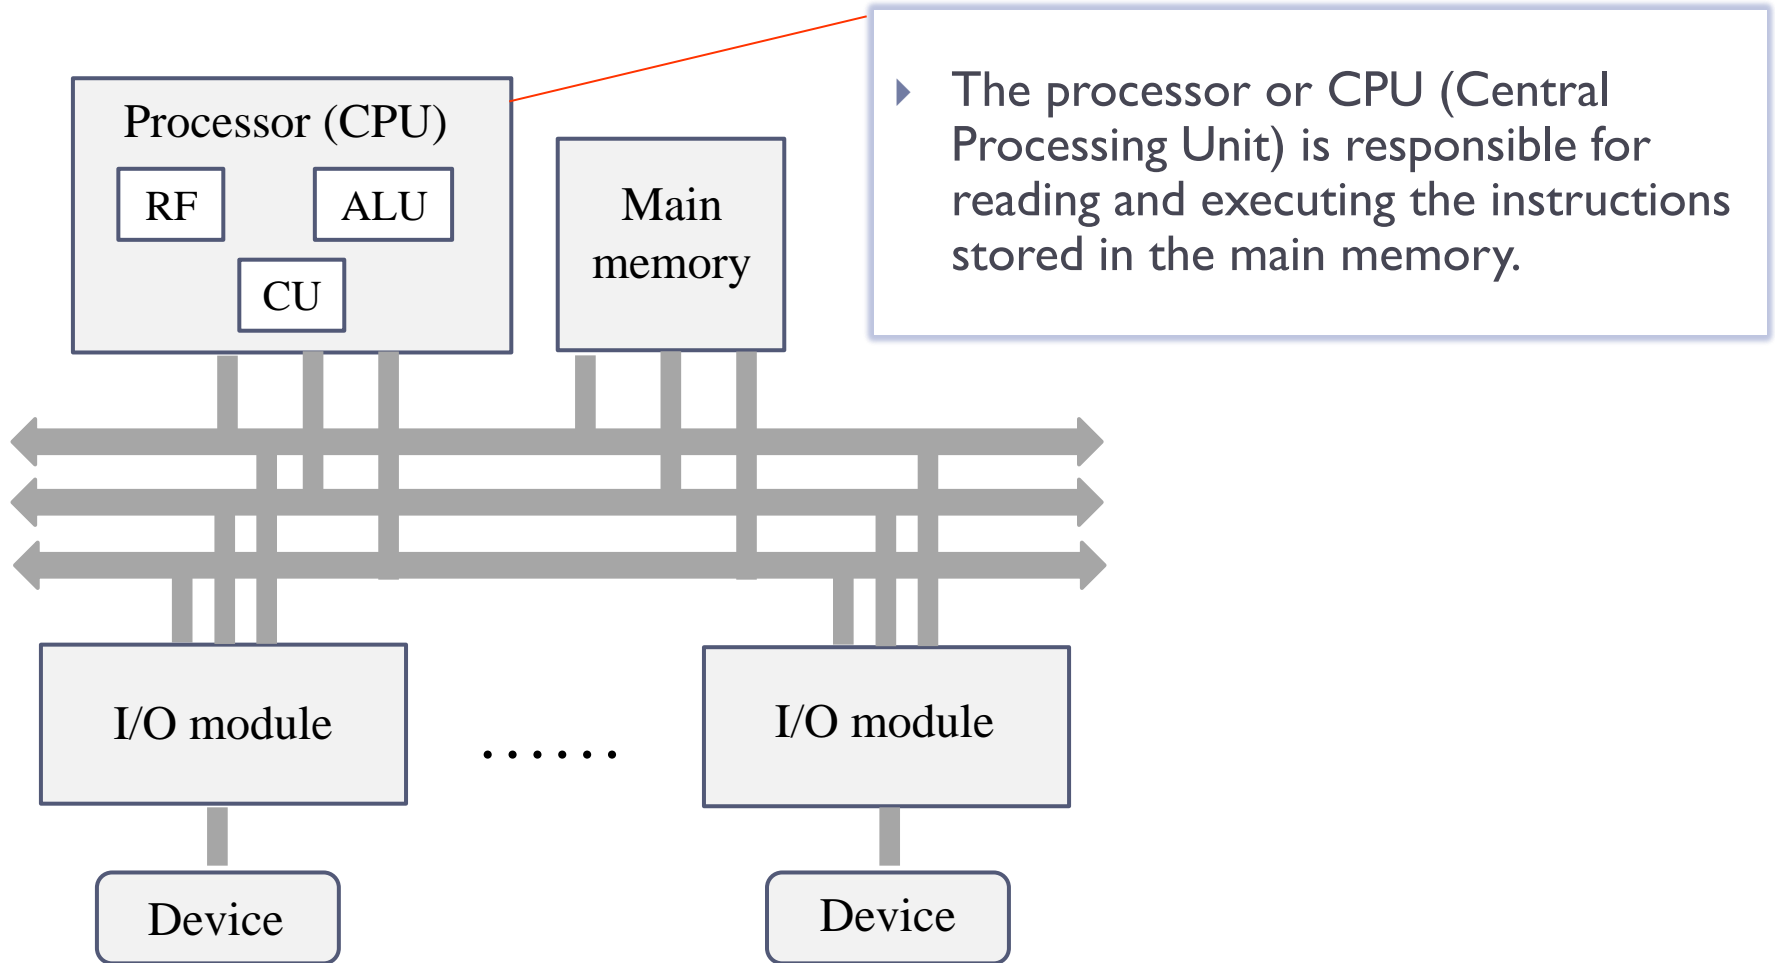 Processor (CPU)
RF
ALU
CU
Main
memory
The processor or CPU (Central
Processing Unit) is responsible for
reading and executing the instructions
stored in the main memory.
I/O module
......
I/O module
Device
Device